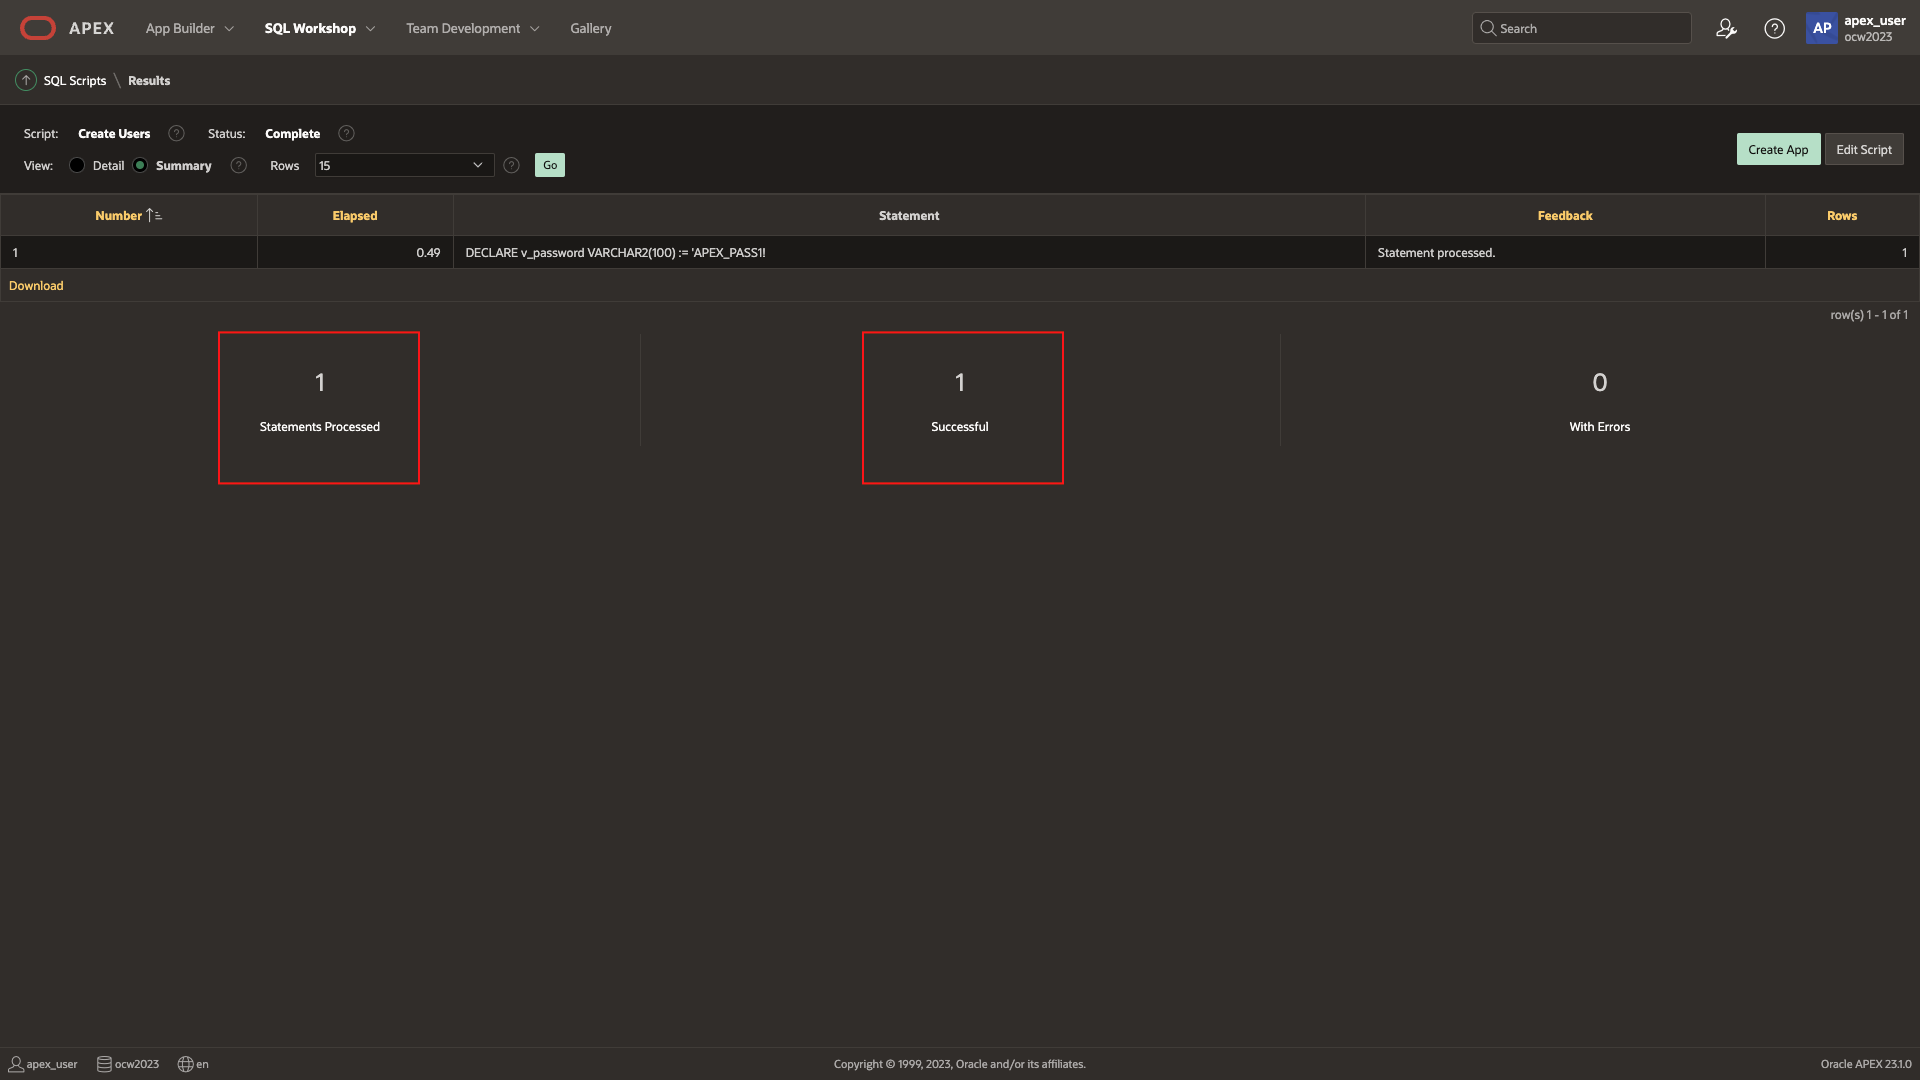 APEX App Builder SQL Workshop Team Development Gallery Search AP apex_user
ocw2023
SQL Scripts \ Results
Script: Create Users ? Status: Complete ?
View: Detail Summary ? Rows 15 ? Go Create App Edit Script
Number Elapsed Statement Feedback Rows
1 0.49 DECLARE v_password VARCHAR2(100) := 'APEX_PASS1! Statement processed. 1
Download
row(s) 1 - 1 of 1
1 1 0
Statements Processed Successful With Errors
apex_user ocw2023 en Copyright © 1999, 2023, Oracle and/or its affiliates. Oracle APEX 23.1.0